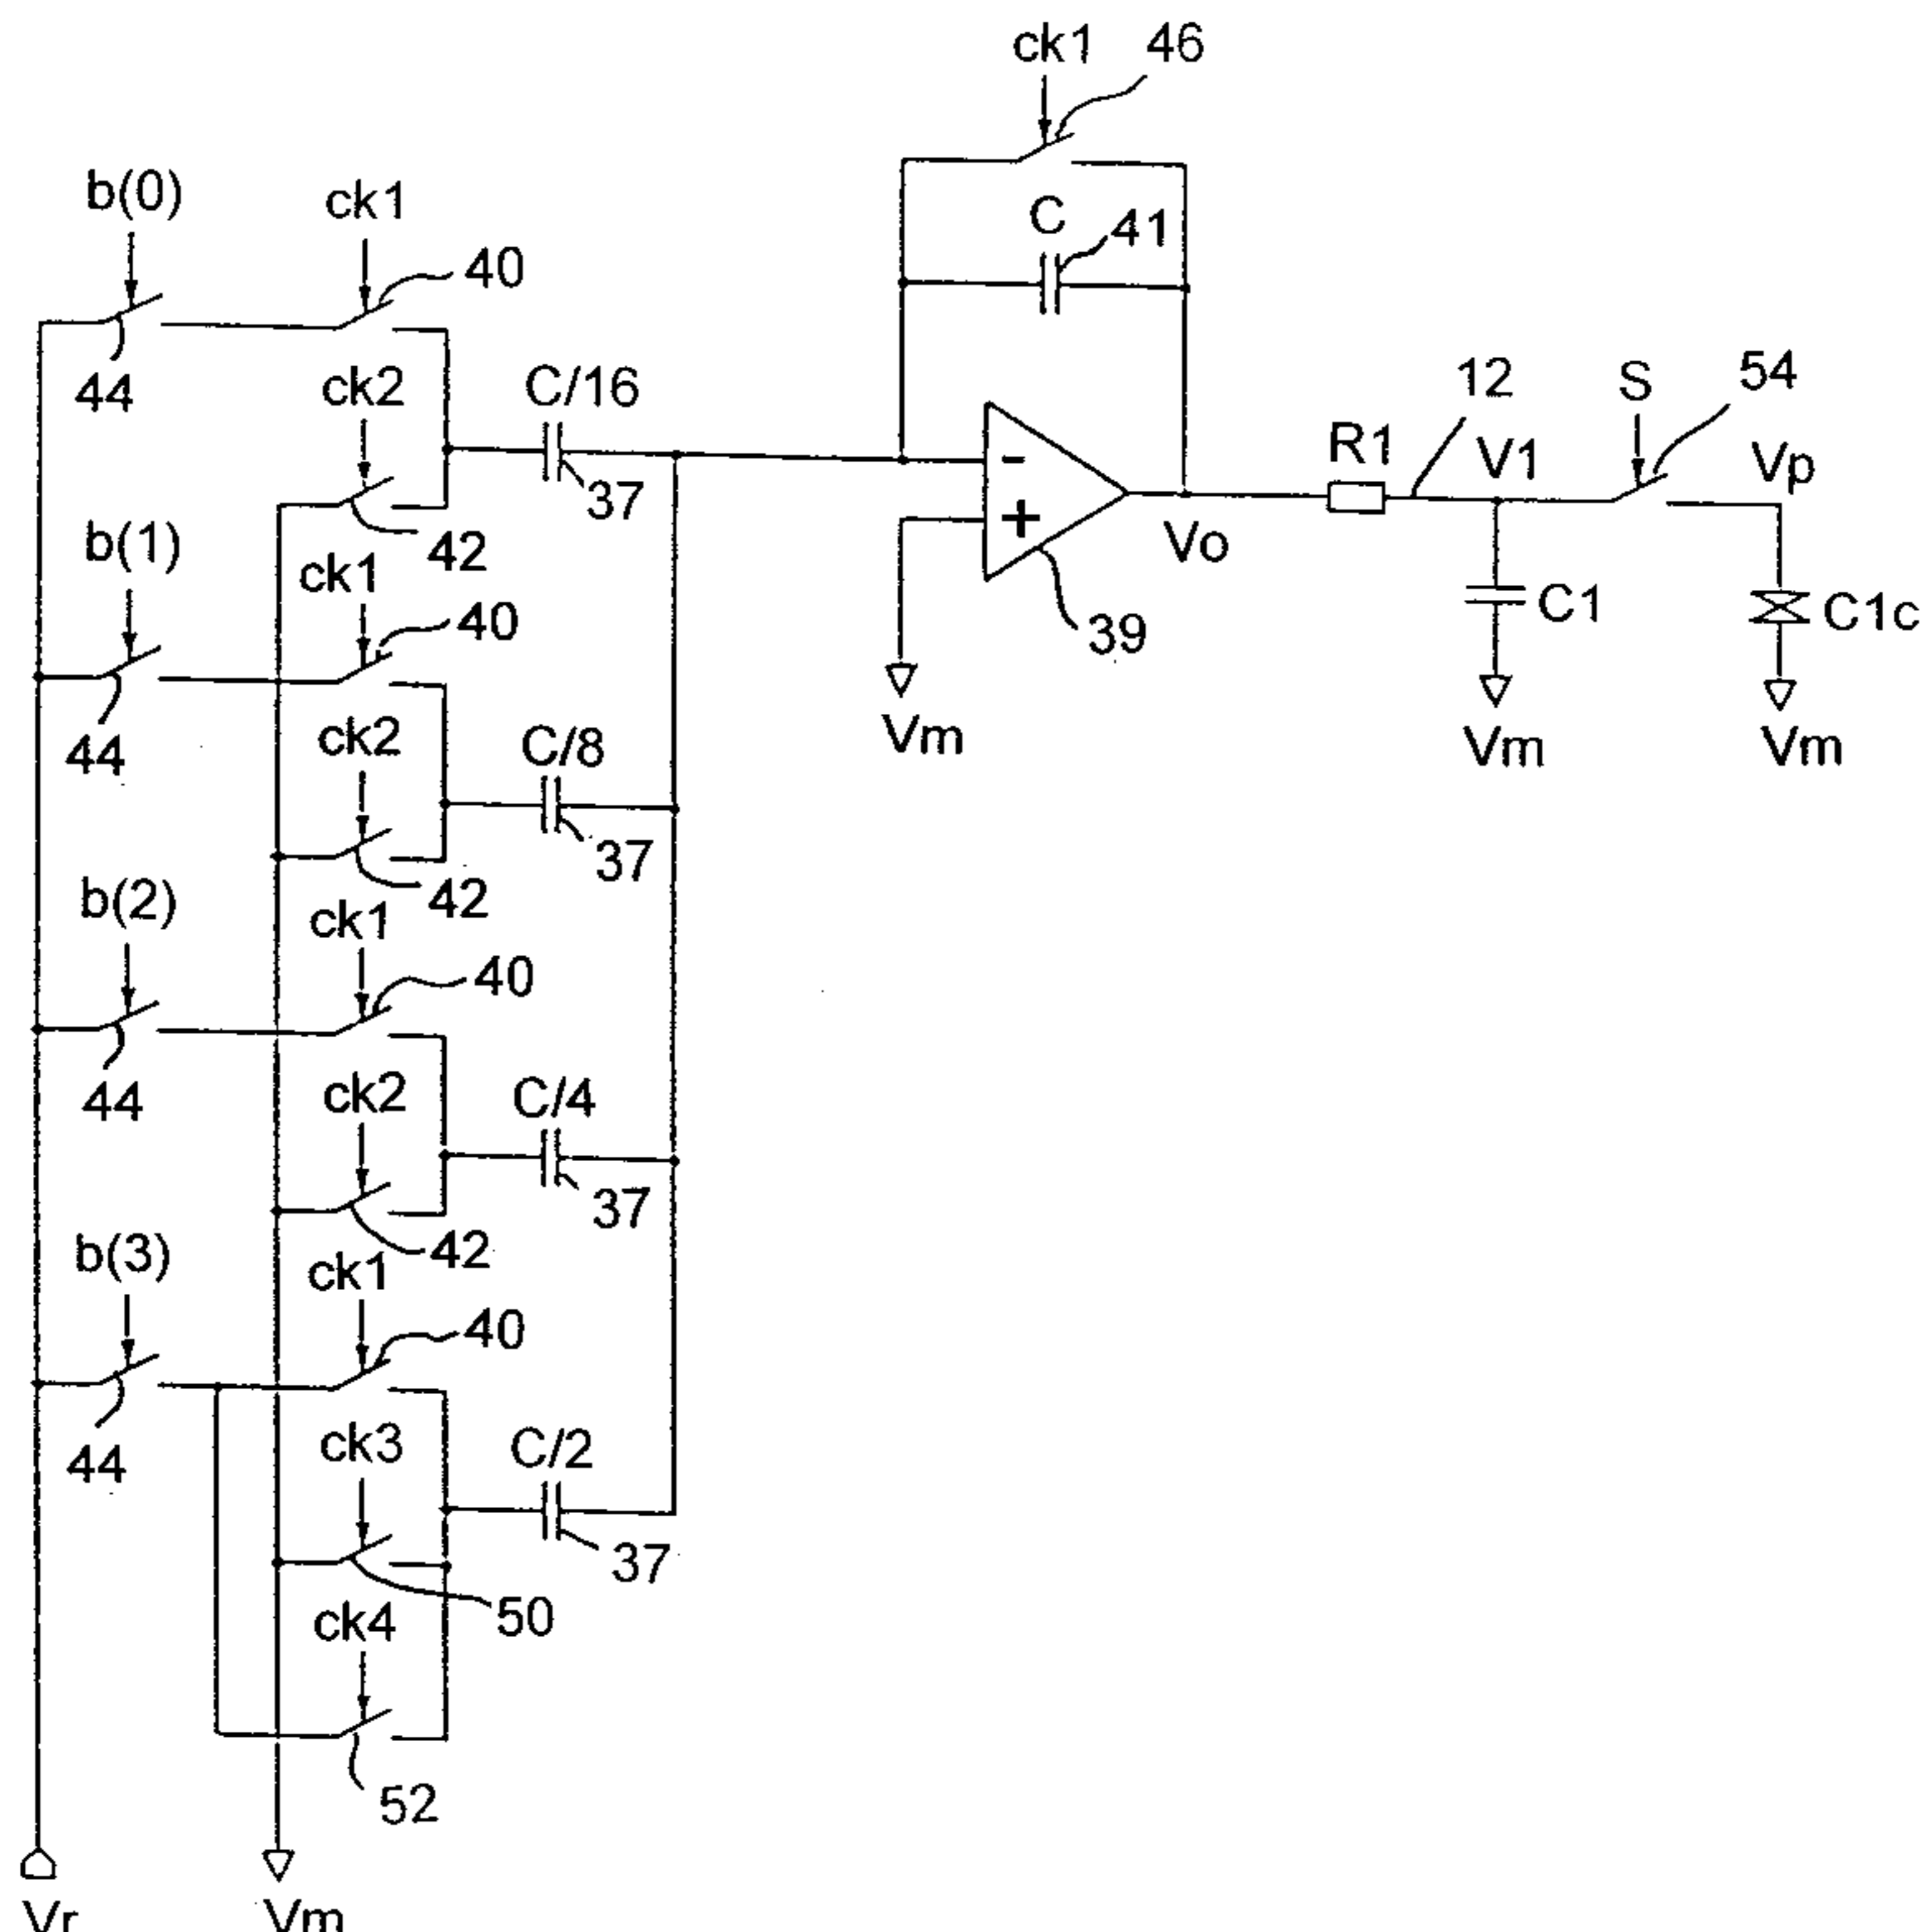 ck1 46
b(0) ck1
C 41
40
44 ck2 C/16
12 S 54
R1 V1 Vp
37
- +
b(1) 42
ck1
Vo
40
39
C1 C1c
44 ck2 C/8
Vm Vm Vm
37
b(2) 42
ck1
40
44 ck2 C/4
37
b(3) 42
ck1
40
44 ck3 C/2
37
ck4 50
52
Vr Vm